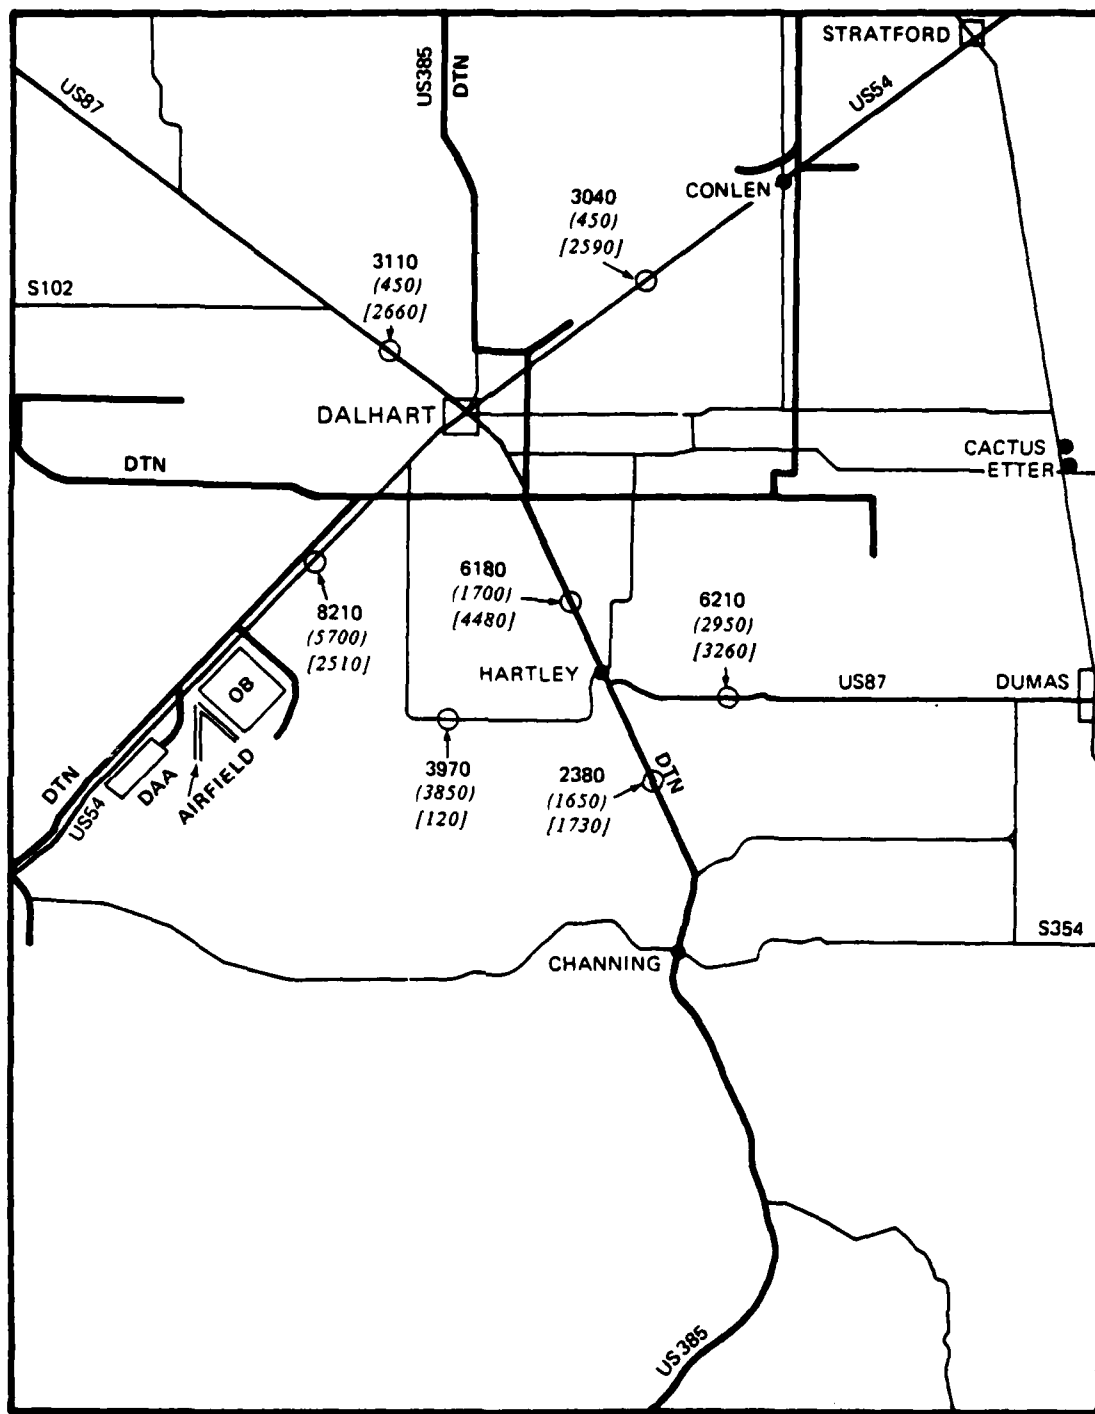 STRATFORD
US385
DTN
US87
US54
CONLEN
3040
(450)
[2590]
3110
(450)
[2660]
S102
DALHART
CACTUS
ETTER
DTN
6180
(1700)
[4480]
8210
(5700)
[2510]
6210
(2950)
[3260]
HARTLEY
US87
DUMAS
OB
DTN
US54
DAA
AIRFIELD
3970
(3850)
[120]
2380
(1650)
[1730]
DTN
S354
CHANNING
US385